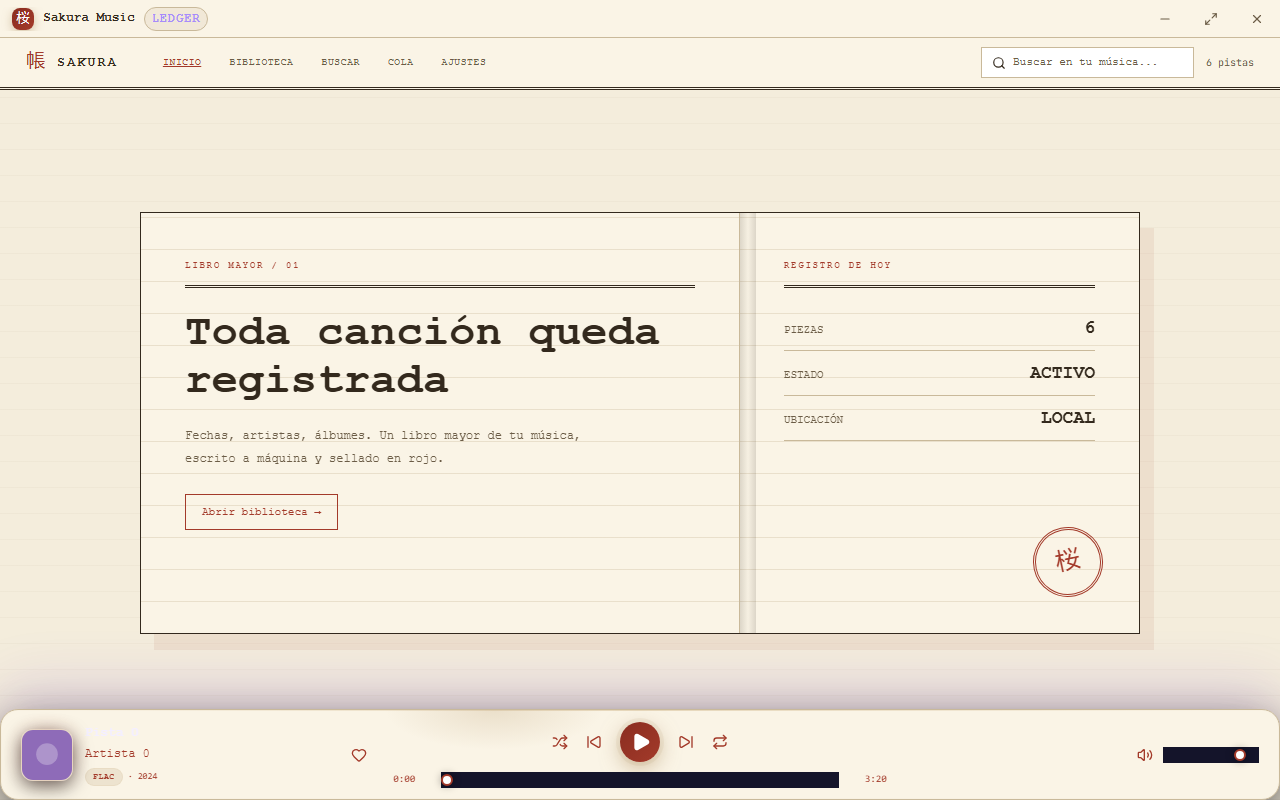 桜 Sakura Music LEDGER
帳 SAKURA INICIO BIBLIOTECA BUSCAR COLA AJUSTES Buscar en tu música... 6 pistas
LIBRO MAYOR / 01
Toda canción queda
registrada
Fechas, artistas, álbumes. Un libro mayor de tu música,
escrito a máquina y sellado en rojo.
Abrir biblioteca →
REGISTRO DE HOY
PIEZAS 6
ESTADO ACTIVO
UBICACIÓN LOCAL
桜
Artista 0
FLAC · 2024
0:00 3:20